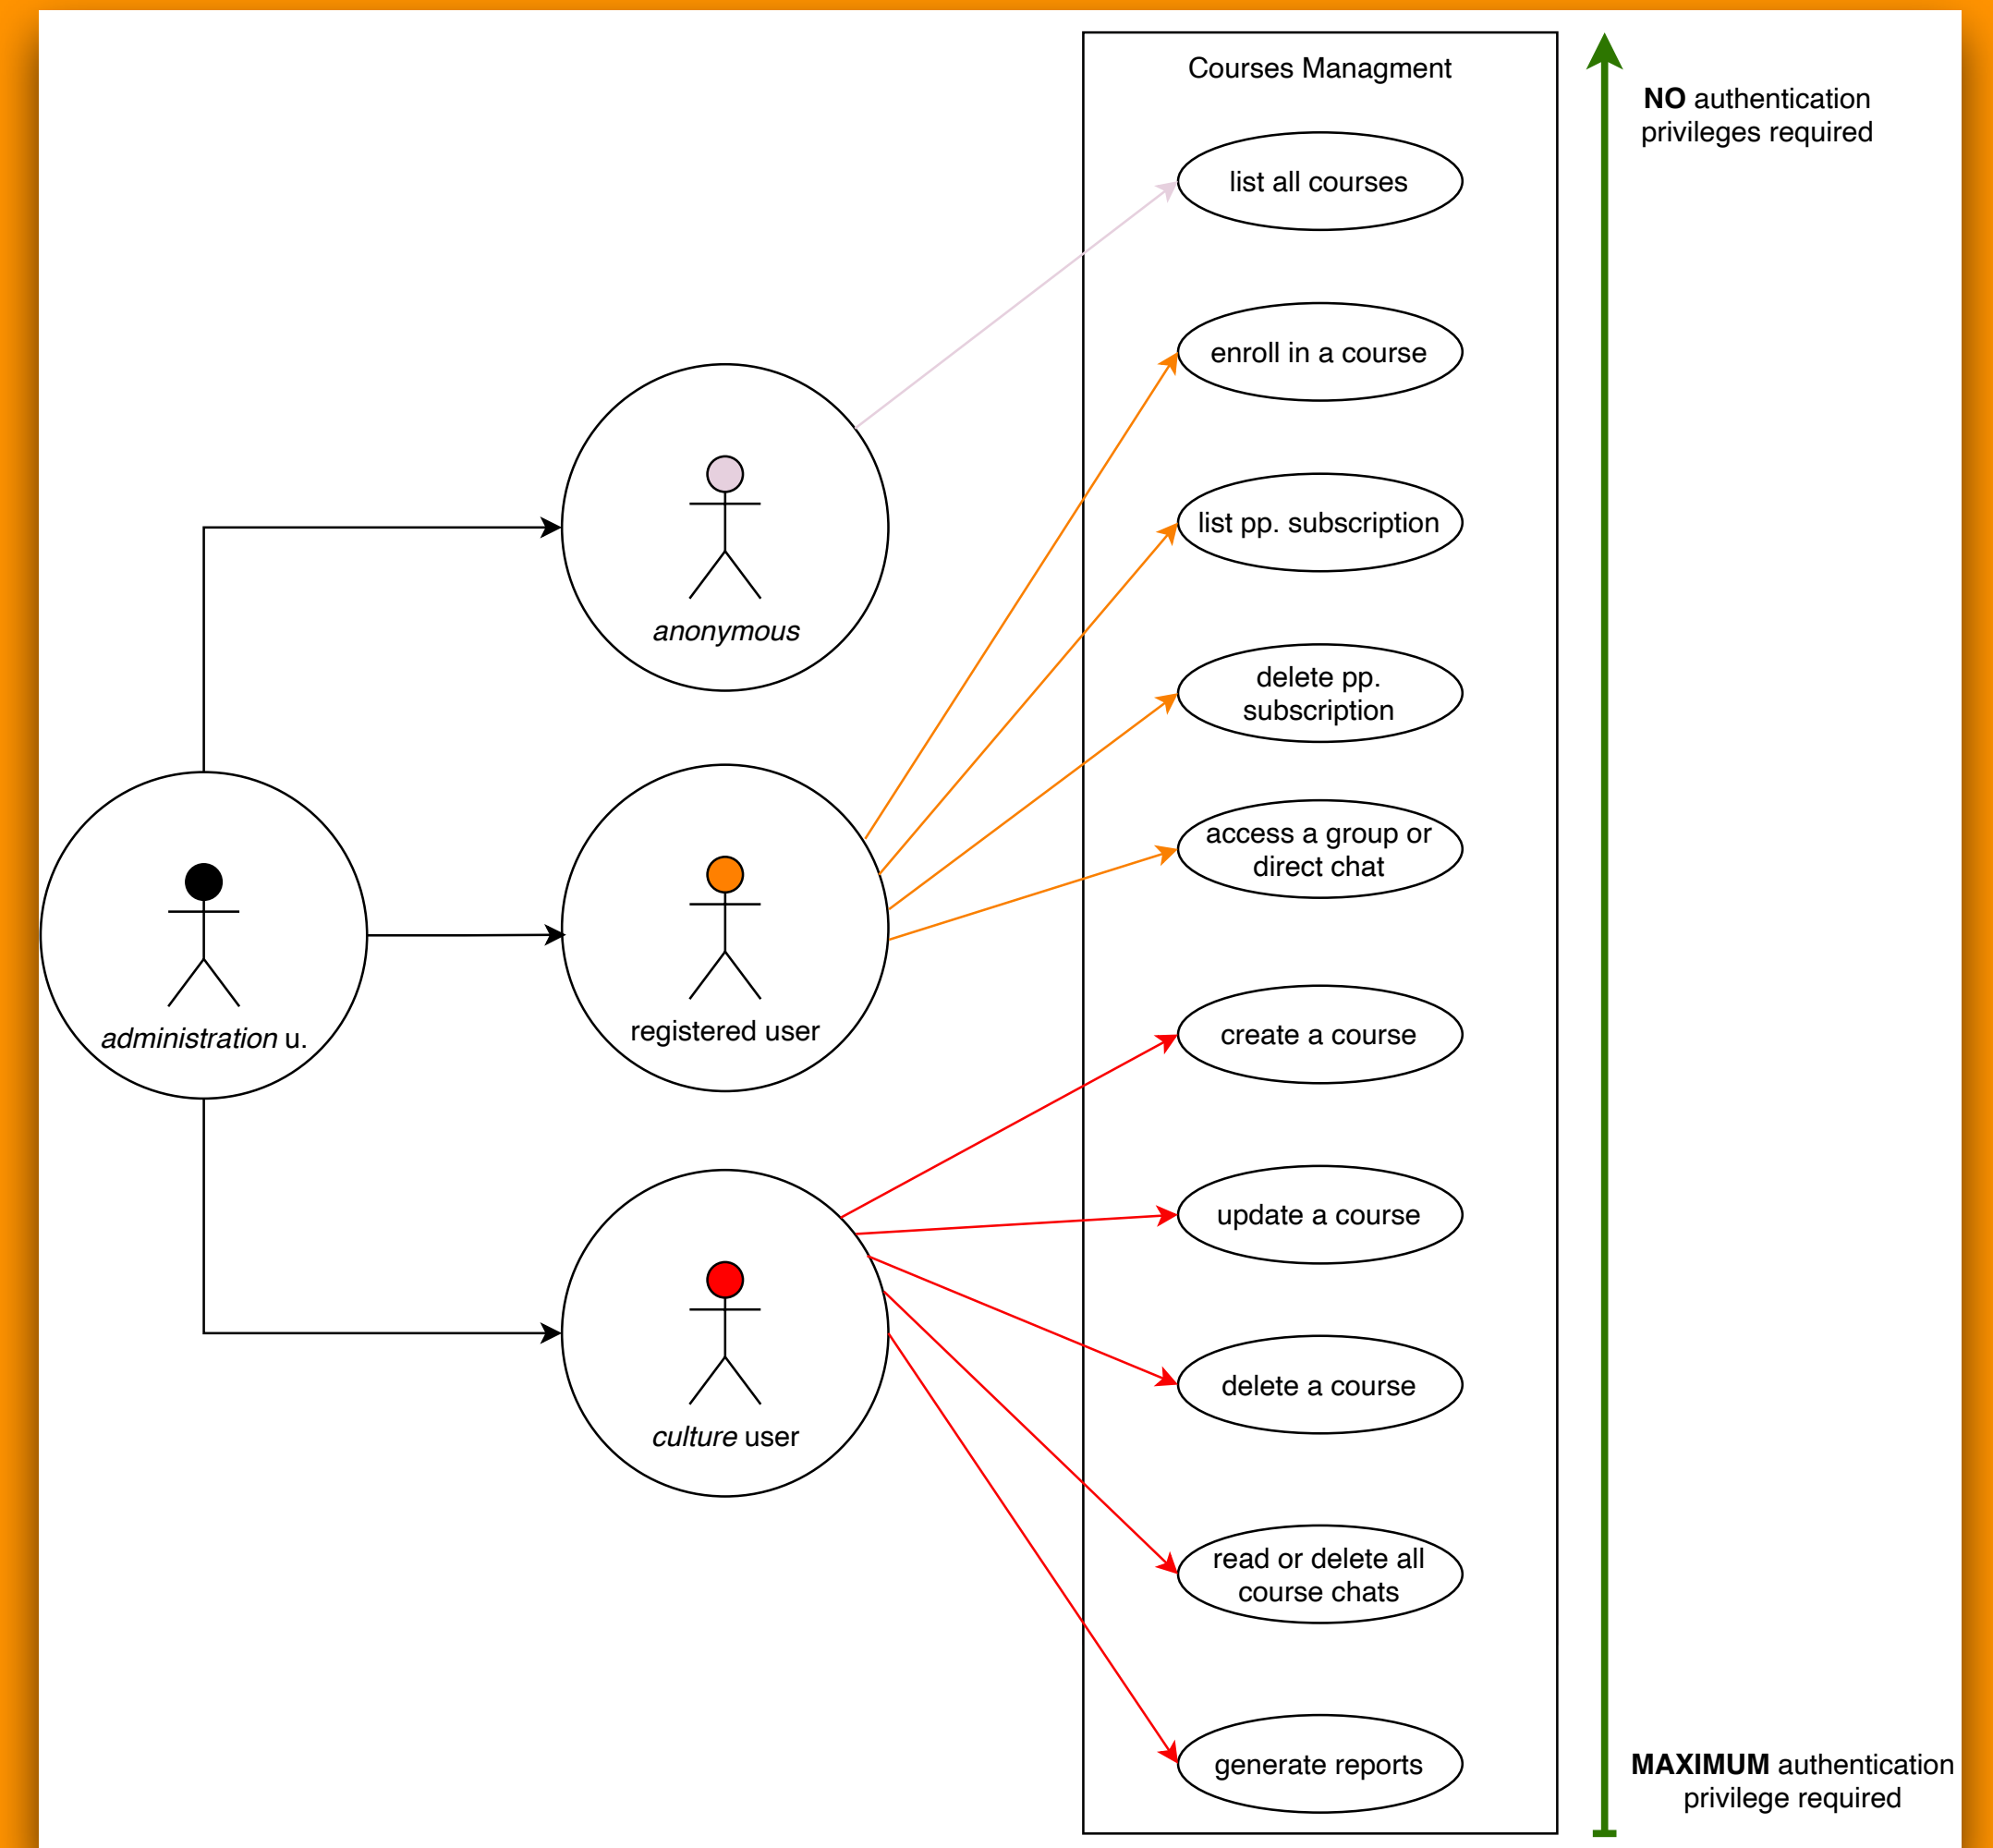 Courses Managment
NO authentication
privileges required
list all courses
enroll in a course
list pp. subscription
anonymous
delete pp.
subscription
access a group or
direct chat
administration u.
registered user
create a course
update a course
delete a course
culture user
read or delete all
course chats
generate reports
MAXIMUM authentication
privilege required